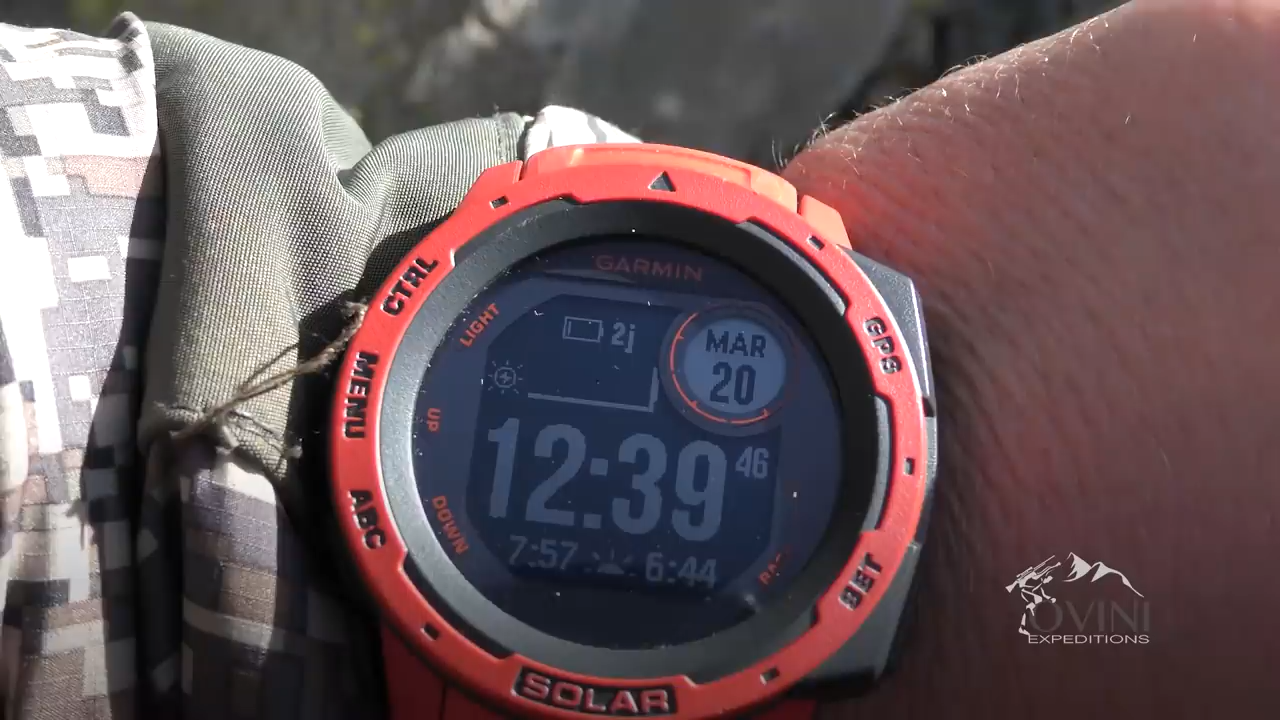 GARMIN
CTRL
LIGHT
GPS
2j
MAR
20
MENU
UP
12:39 46
ABC
DOWN
7:57 6:44
SET
SOLAR
OVINI
EXPEDITIONS